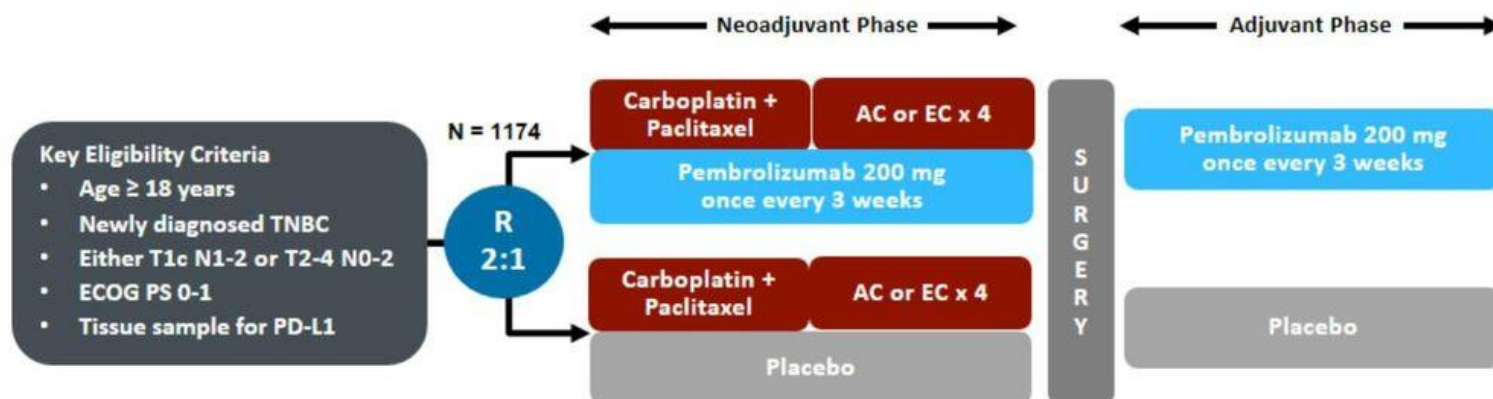 Neoadjuvant Phase
Adjuvant Phase
Key Eligibility Criteria
• Age ≥ 18 years
• Newly diagnosed TNBC
• Either T1c N1-2 or T2-4 N0-2
• ECOG PS 0-1
• Tissue sample for PD-L1
N = 1174
R
2:1
Carboplatin +
Paclitaxel
AC or EC x 4
Pembrolizumab 200 mg
once every 3 weeks
Carboplatin +
Paclitaxel
AC or EC x 4
Placebo
SURGERY
Pembrolizumab 200 mg
once every 3 weeks
Placebo